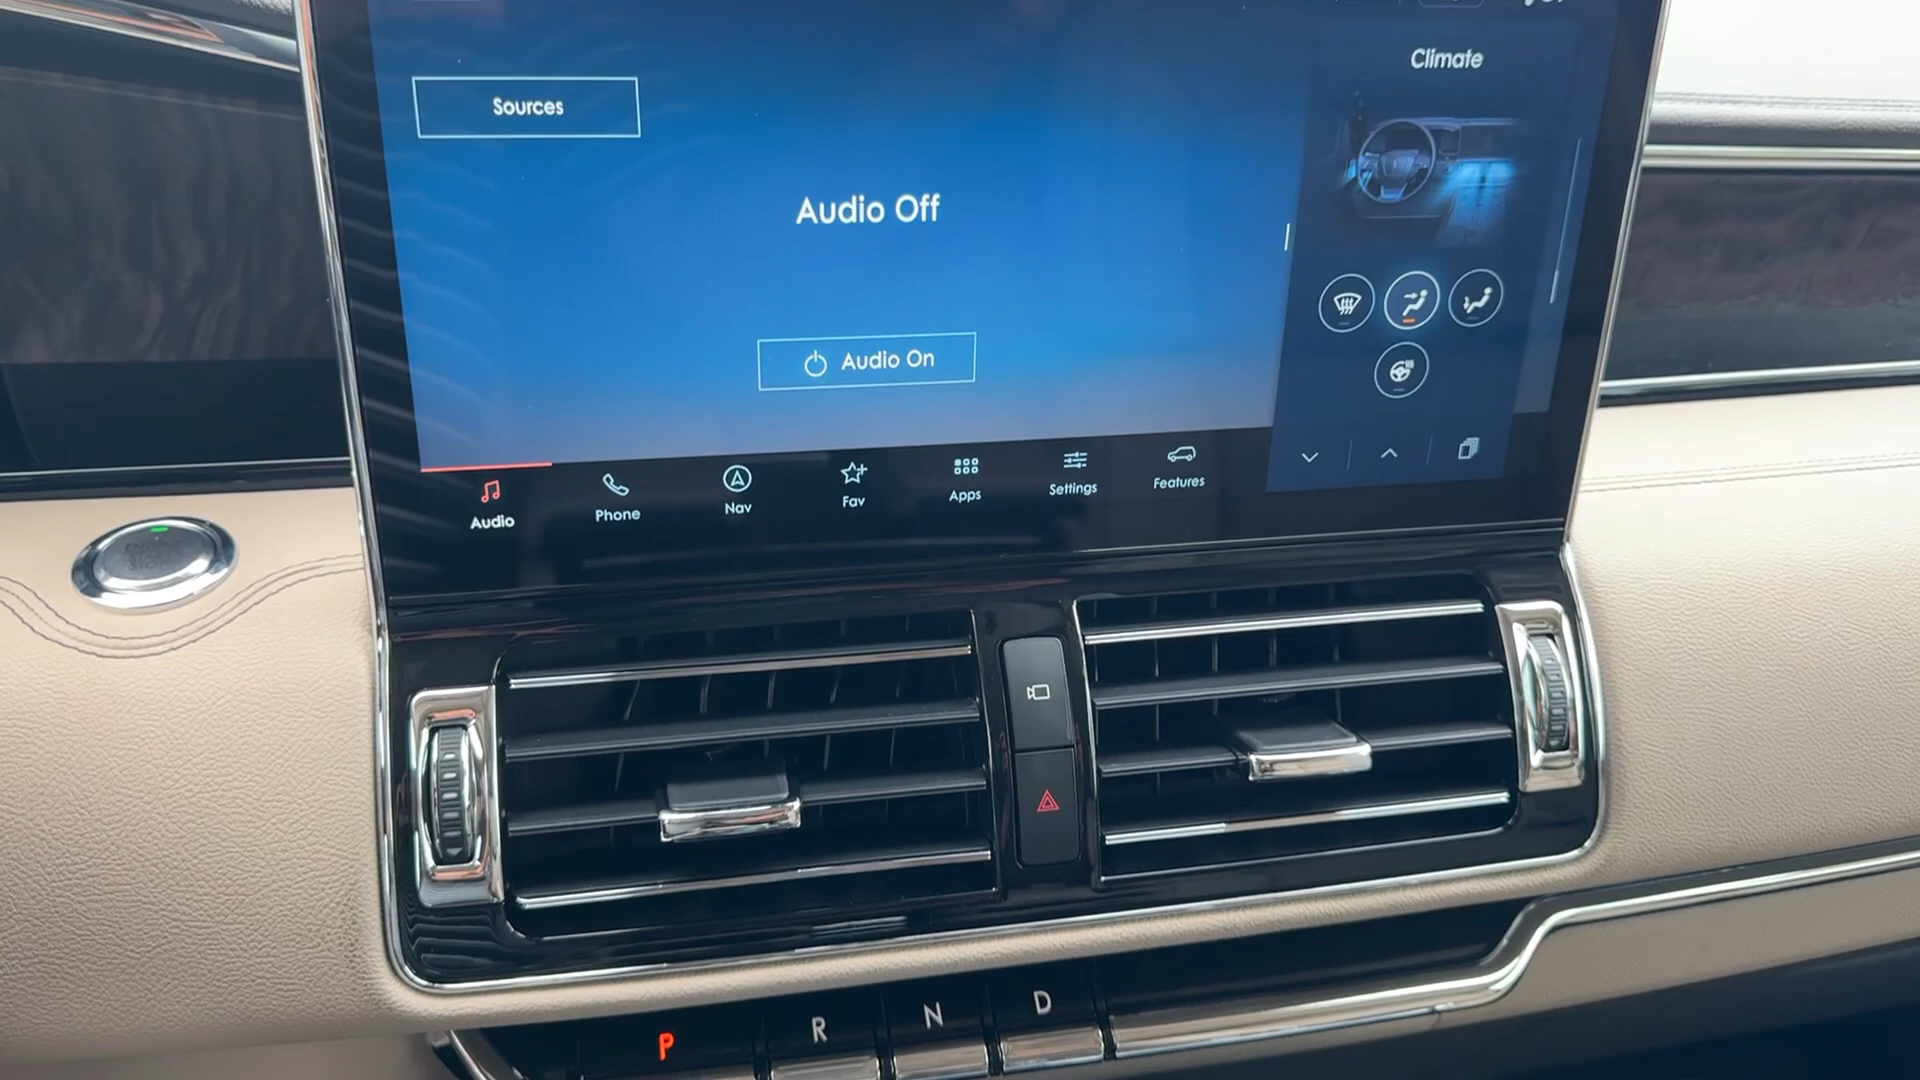 Climate
Sources
Audio Off
Audio On
Audio
Phone
Nav
Fav
Apps
Settings
Features
P
R
N
D